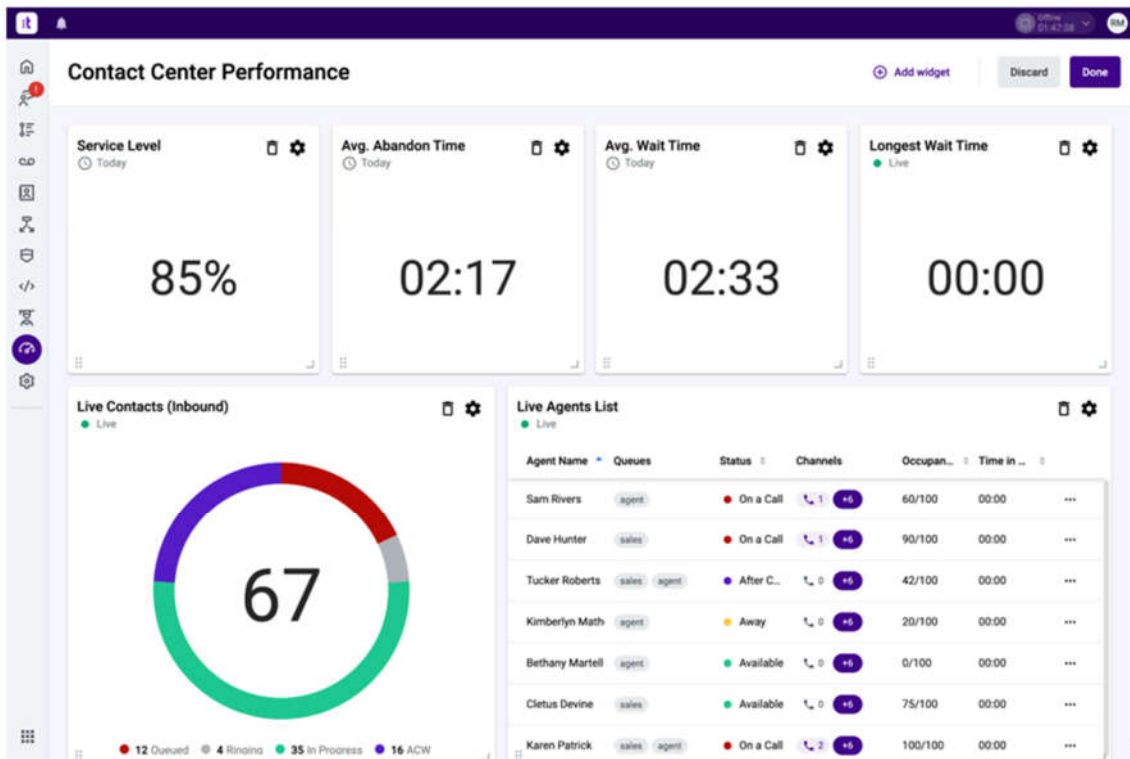 Offline
01:47:58
RM
Contact Center Performance
Add widget
Discard
Done
Service Level
Today
85%
Avg. Abandon Time
Today
02:17
Avg. Wait Time
Today
02:33
Longest Wait Time
Live
00:00
Live Contacts (Inbound)
Live
67
12 Queued 4 Ringing 35 In Progress 16 ACW
Live Agents List
Live
Agent Name Queues Status Channels Occupan... Time in ...
Sam Rivers agent On a Call 1 +6 60/100 00:00
Dave Hunter sales On a Call 1 +6 90/100 00:00
Tucker Roberts sales agent After C... 0 +6 42/100 00:00
Kimberlyn Math agent Away 0 +6 20/100 00:00
Bethany Martell agent Available 0 +6 0/100 00:00
Cletus Devine sales Available 0 +6 75/100 00:00
Karen Patrick sales agent On a Call 2 +6 100/100 00:00